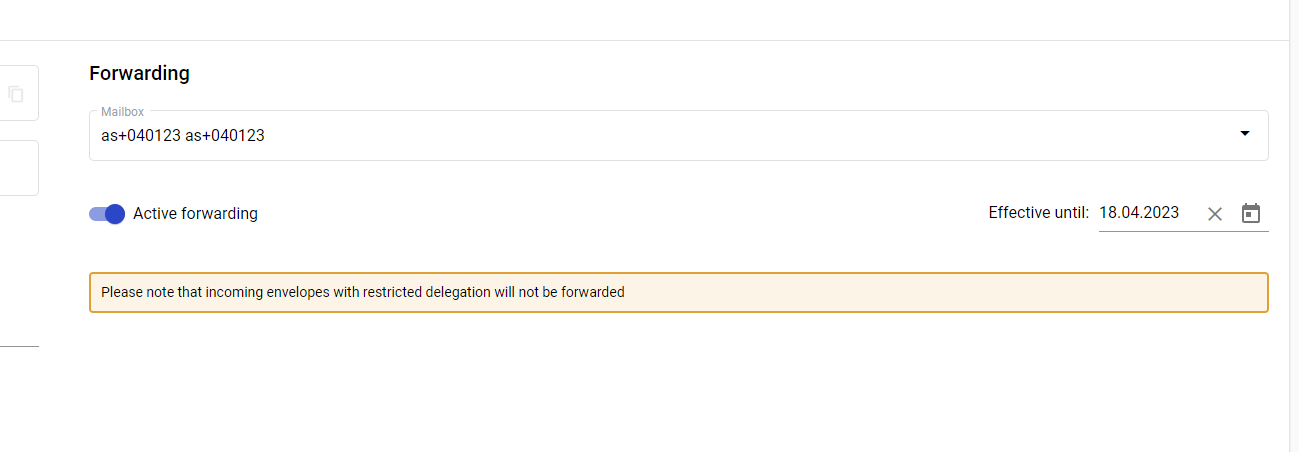 Forwarding
Mailbox
as+040123 as+040123
Active forwarding
Effective until: 18.04.2023
Please note that incoming envelopes with restricted delegation will not be forwarded